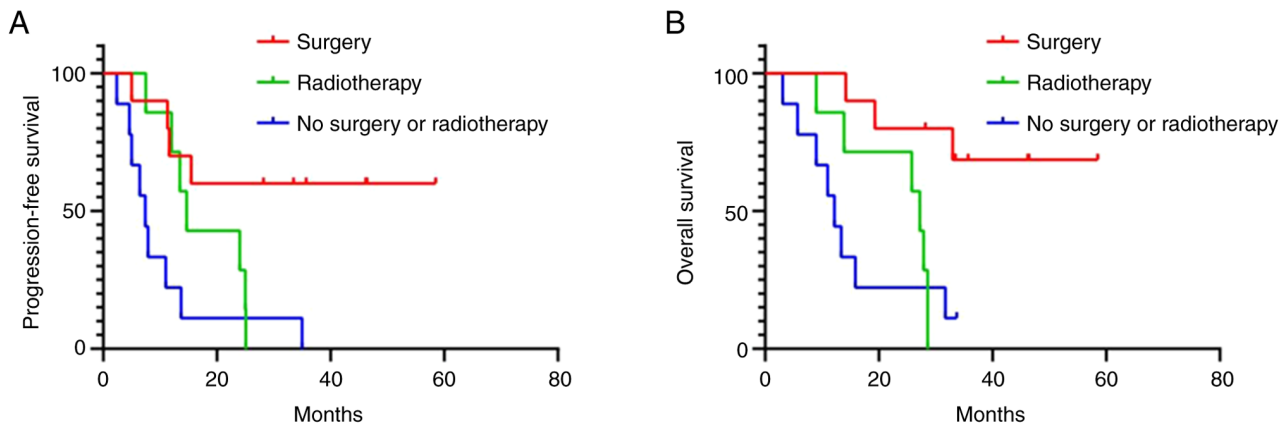 A
Surgery
Radiotherapy
No surgery or radiotherapy
Progression-free survival
100
50
0
0 20 40 60 80
Months
B
Surgery
Radiotherapy
No surgery or radiotherapy
Overall survival
100
50
0
0 20 40 60 80
Months